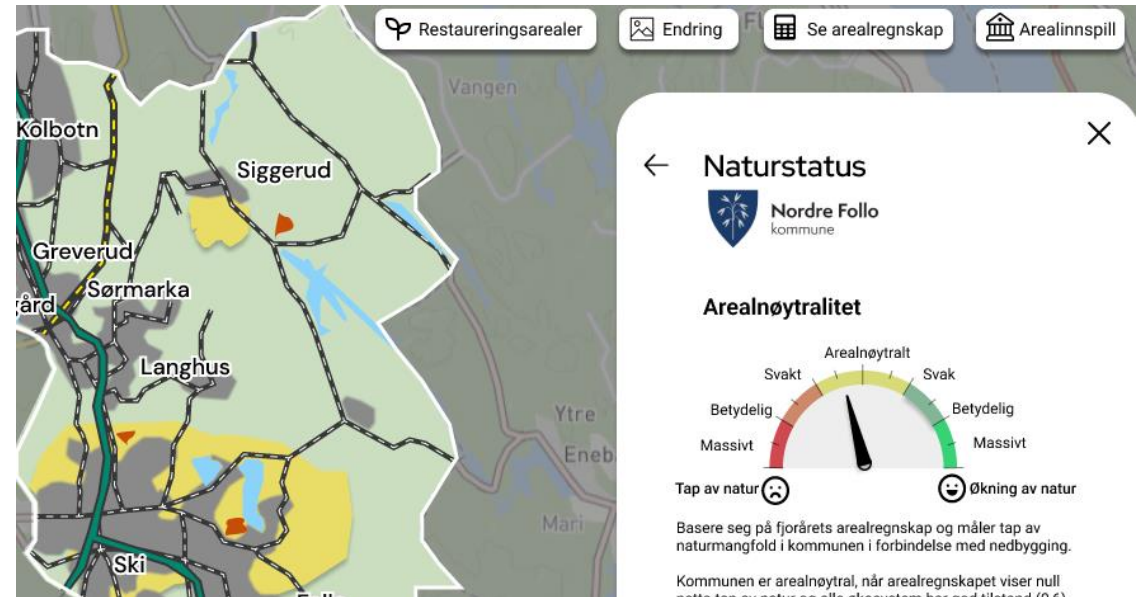 Restaureringsarealer
Endring
Se arealregnskap
Arealinnspill
Vangen
Kolbotn
Siggerud
Greverud
Sørmarka
gård
Langhus
Ytre
Eneb
Mari
Ski
Naturstatus
Nordre Follo
kommune
Arealnøytralitet
Arealnøytralt
Svakt
Svak
Betydelig
Betydelig
Massivt
Massivt
Tap av natur
Økning av natur
Basere seg på fjorårets arealregnskap og måler tap av
naturmangfold i kommunen i forbindelse med nedbygging.
Kommunen er arealnøytral, når arealregnskapet viser null